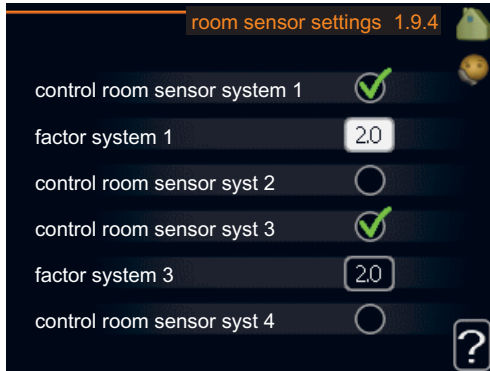 room sensor settings 1.9.4
control room sensor system 1
factor system 1 2.0
control room sensor syst 2
control room sensor syst 3
factor system 3 2.0
control room sensor syst 4
?